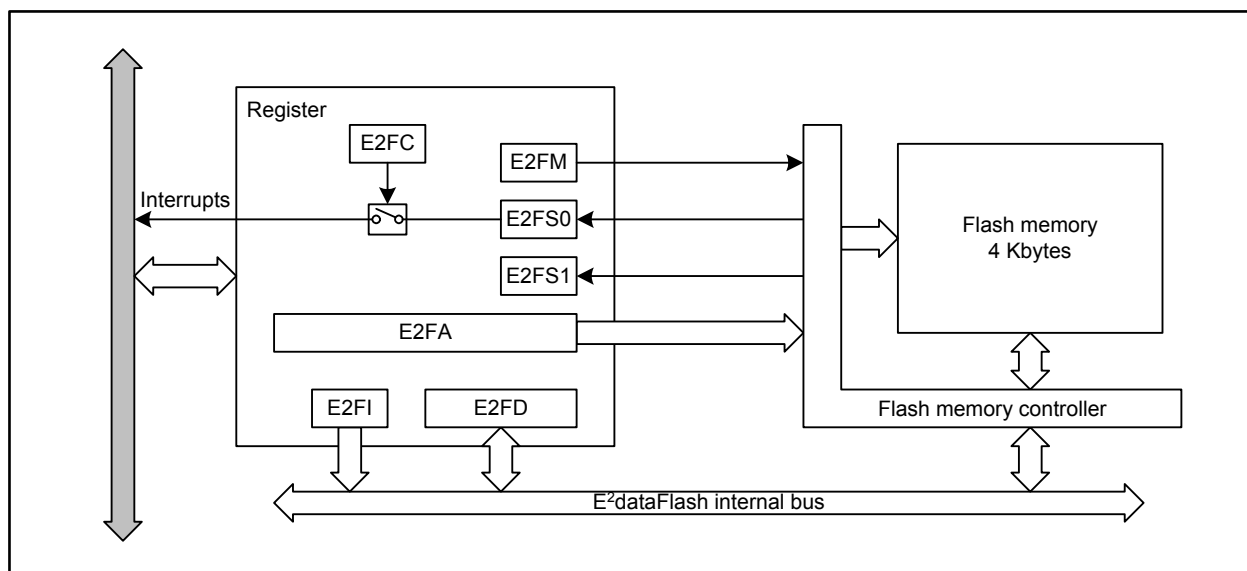 Register
E2FC
E2FM
Interrupts
E2FS0
Flash memory
4 Kbytes
E2FS1
E2FA
E2FI
E2FD
Flash memory controller
E²dataFlash internal bus